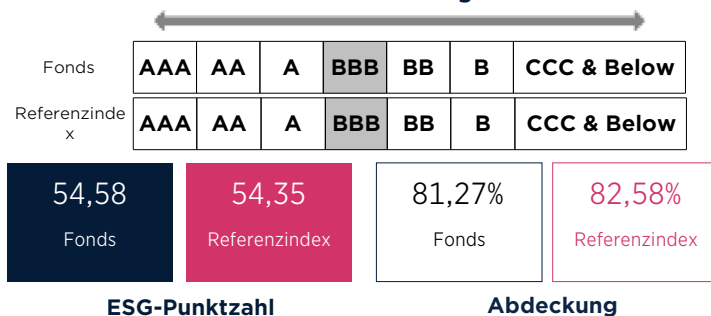 Fonds AAA AA A BBB BB B CCC & Below
Referenzinde
x AAA AA A BBB BB B CCC & Below
54,58 54,35 81,27% 82,58%
Fonds Referenzindex Fonds Referenzindex
ESG-Punktzahl Abdeckung